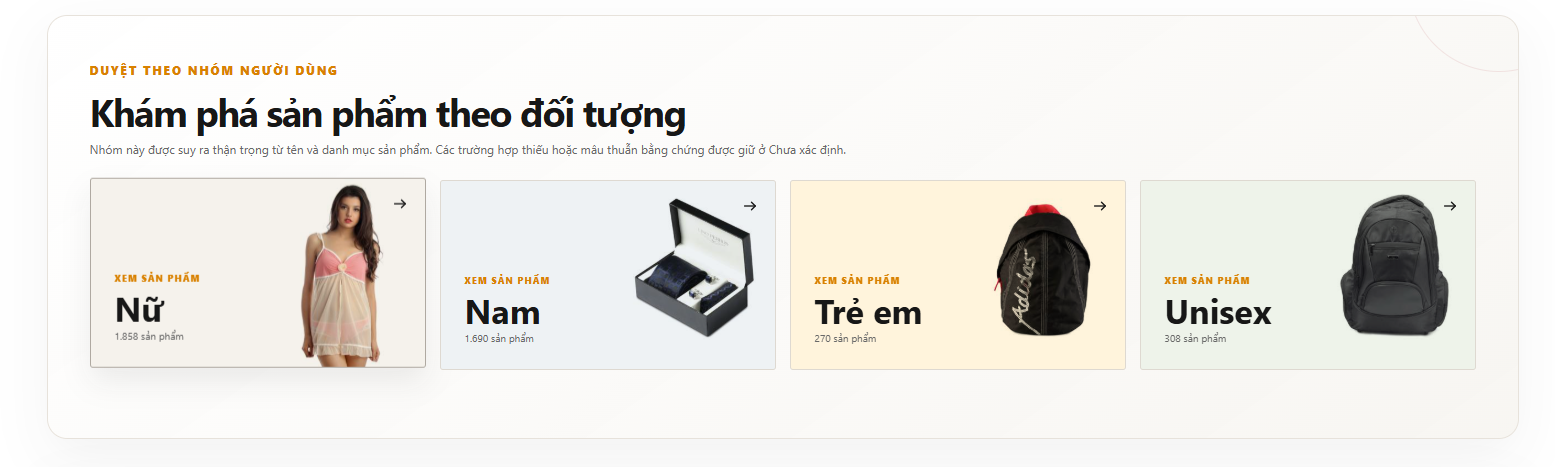 DUYỆT THEO NHÓM NGƯỜI DÙNG
Khám phá sản phẩm theo đối tượng
Nhóm này được suy ra thận trọng từ tên và danh mục sản phẩm. Các trường hợp thiếu hoặc mâu thuẫn bằng chứng được giữ ở Chưa xác định.
XEM SẢN PHẨM
Nữ
1.858 sản phẩm
XEM SẢN PHẨM
Nam
1.690 sản phẩm
XEM SẢN PHẨM
Trẻ em
270 sản phẩm
Adidas
XEM SẢN PHẨM
Unisex
308 sản phẩm